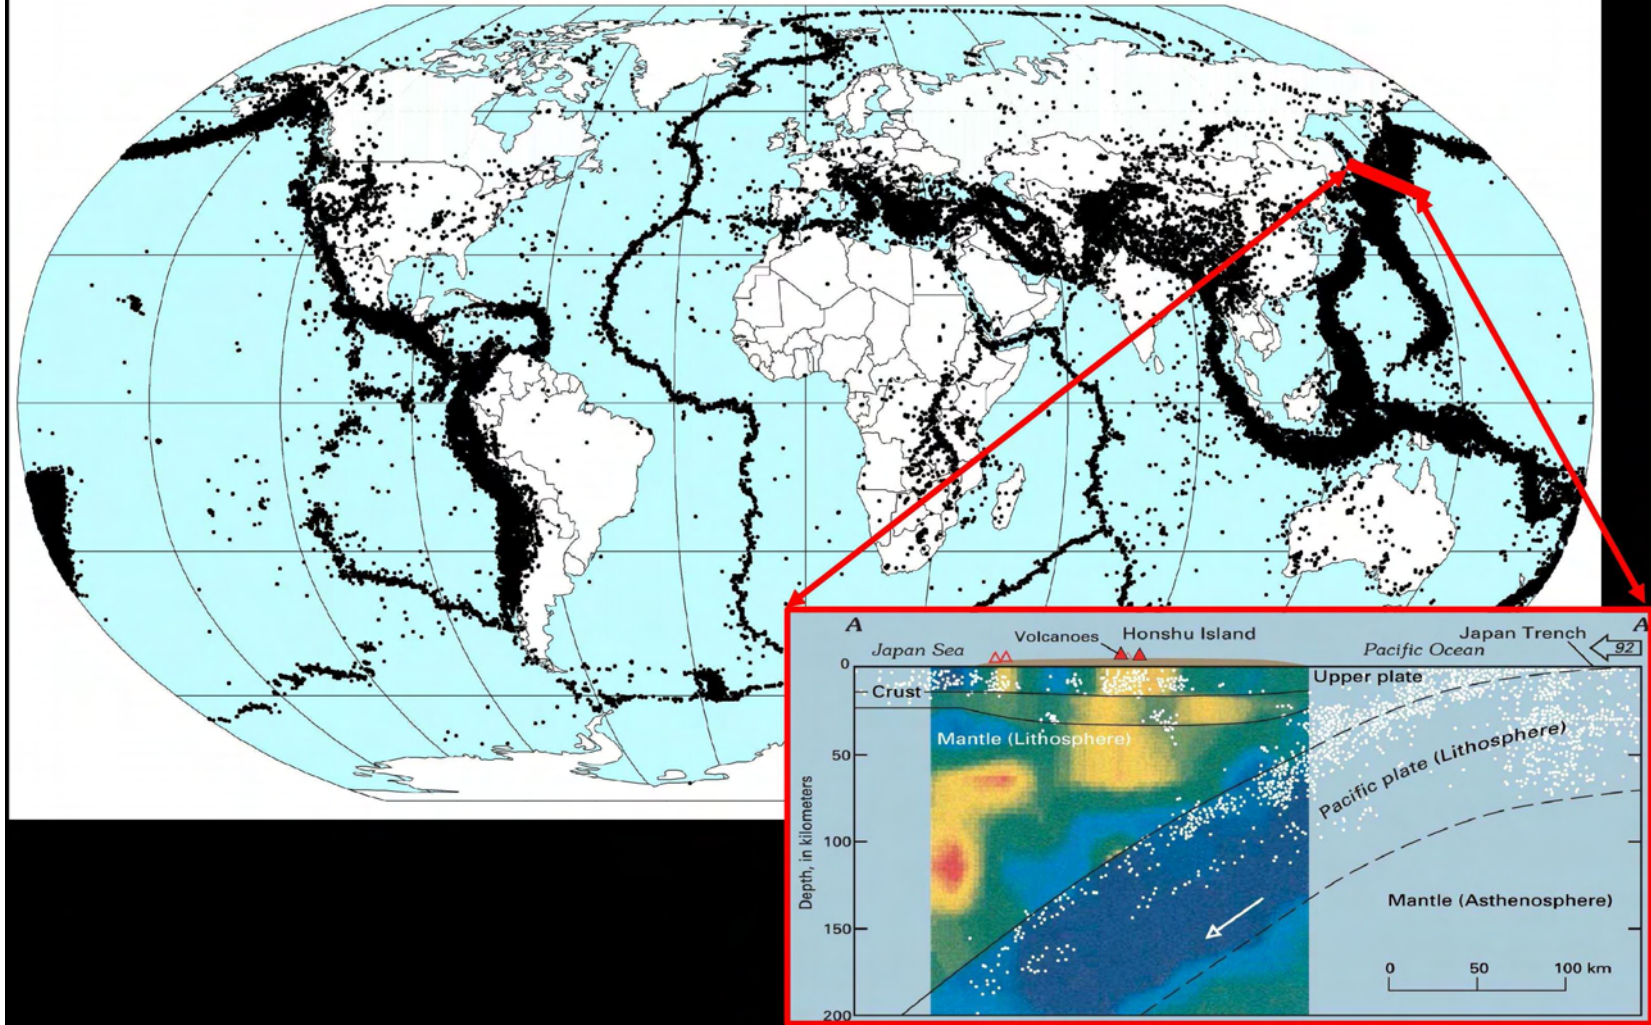 A
A
Volcanoes
Honshu Island
Japan Trench
Japan Sea
Pacific Ocean
92
0
Crust
Upper plate
Mantle (Lithosphere)
Pacific plate (Lithosphere)
50
100
150
200
Depth, in kilometers
Mantle (Asthenosphere)
0 50 100 km